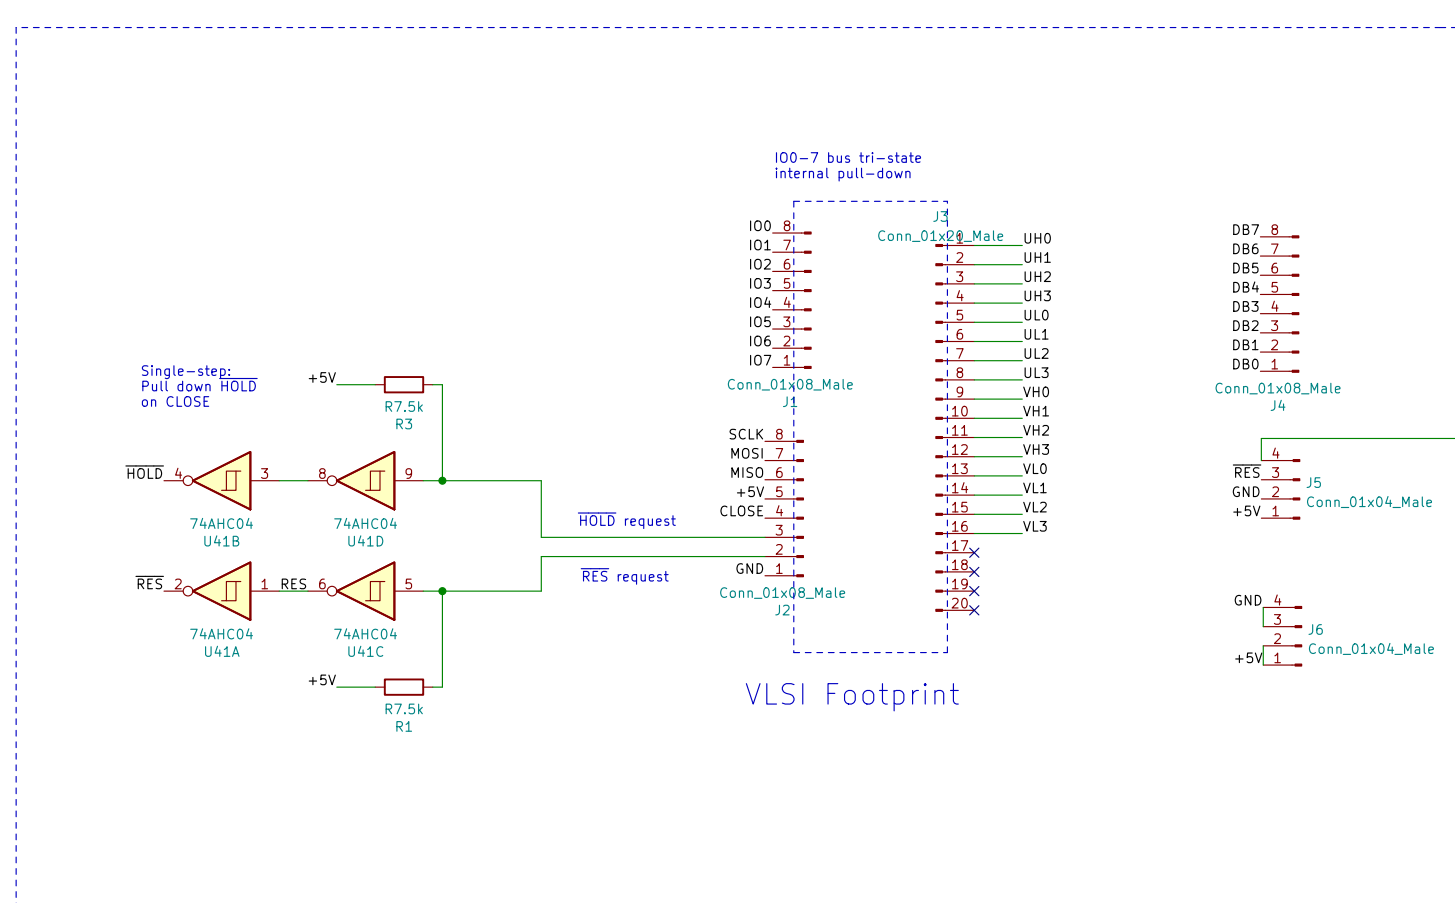 IO0-7 bus tri-state
internal pull-down
J3
Conn_01x20_Male
IO0 8
IO1 7
IO2 6
IO3 5
IO4 4
IO5 3
IO6 2
IO7 1
Conn_01x08_Male
J1
SCLK 8
MOSI 7
MISO 6
+5V 5
CLOSE 4
3
2
GND 1
Conn_01x08_Male
J2
1 UH0
2 UH1
3 UH2
4 UH3
5 UL0
6 UL1
7 UL2
8 UL3
9 VH0
10 VH1
11 VH2
12 VH3
13 VL0
14 VL1
15 VL2
16 VL3
17
18
19
20
VLSI Footprint
Single-step:
Pull down HOLD
on CLOSE
+5V
R7.5k
R3
HOLD 4 3 8 9
74AHC04
U41B
74AHC04
U41D
HOLD request
RES request
RES 2 1 RES 6 5
74AHC04
U41A
74AHC04
U41C
+5V
R7.5k
R1
DB7 8
DB6 7
DB5 6
DB4 5
DB3 4
DB2 3
DB1 2
DB0 1
Conn_01x08_Male
J4
4
RES 3
GND 2
+5V 1
J5
Conn_01x04_Male
GND 4
3
2
+5V 1
J6
Conn_01x04_Male